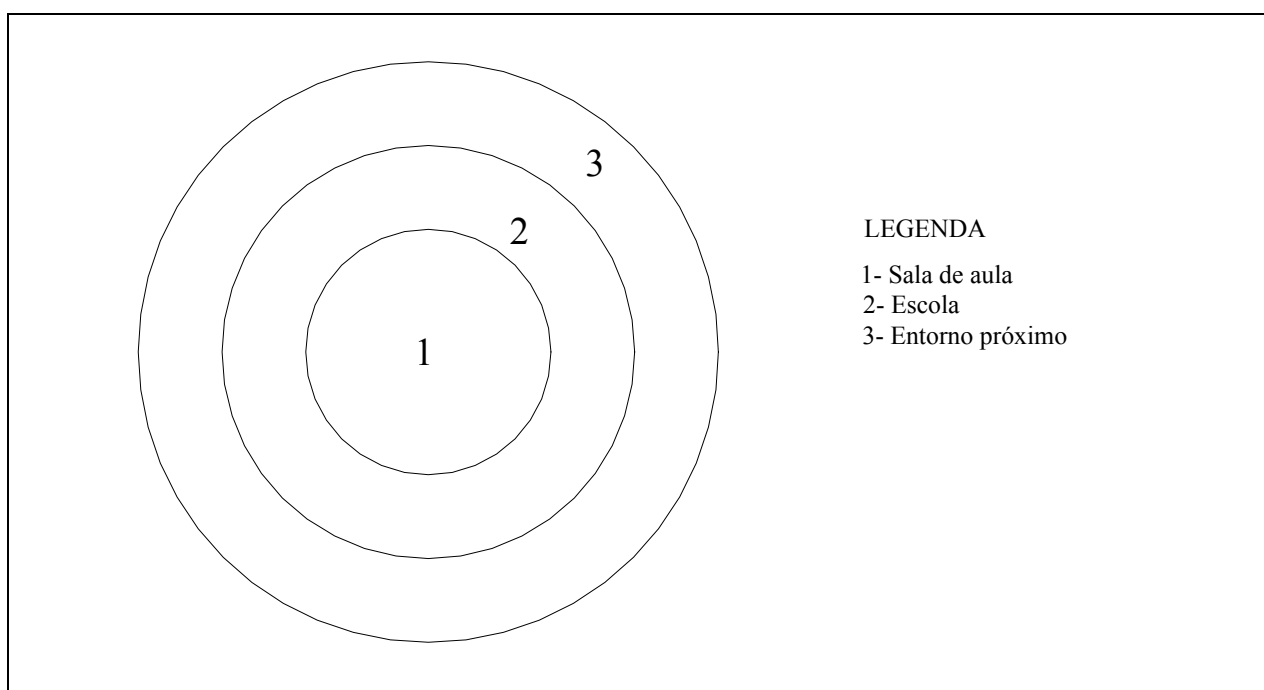 3
2
1
LEGENDA
1- Sala de aula
2- Escola
3- Entorno próximo